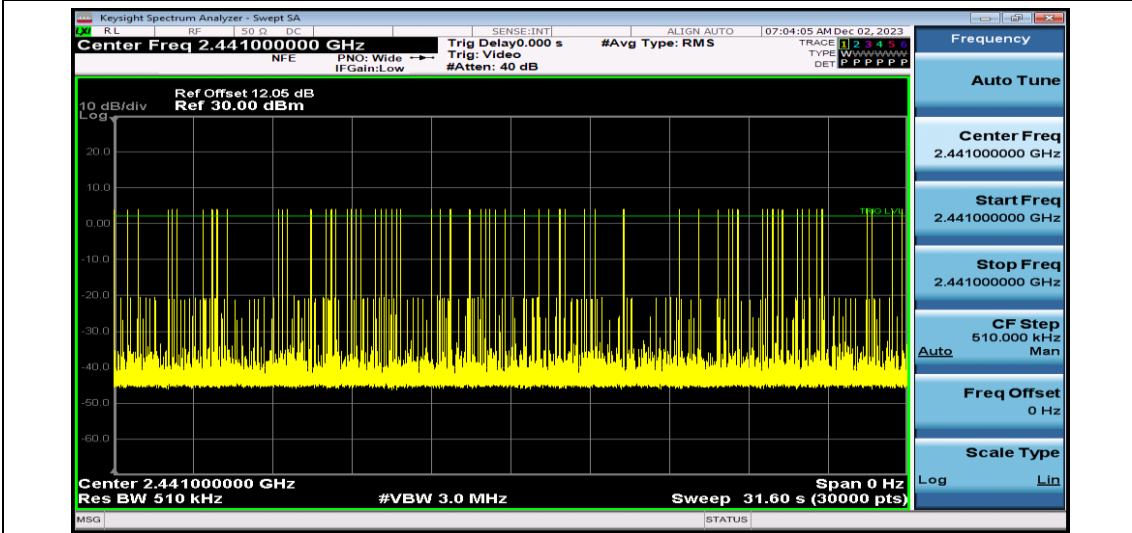 Keysight Spectrum Analyzer - Swept SA
LXI RL RF 50 Ω DC SENSE:INT ALIGN AUTO 07:04:05 AM Dec 02, 2023
Center Freq 2.441000000 GHz
NFE PNO: Wide IFGain:Low
Trig Delay0.000 s #Avg Type: RMS
Trig: Video
#Atten: 40 dB
TRACE 1 2 3 4 5 6
TYPE WWWWWW
DET P P P P P P
Ref Offset 12.05 dB
10 dB/div Ref 30.00 dBm
Log
20.0
10.0
TRIG LVL
0.00
-10.0
-20.0
-30.0
-40.0
-50.0
-60.0
Center 2.441000000 GHz Span 0 Hz
Res BW 510 kHz #VBW 3.0 MHz Sweep 31.60 s (30000 pts)
MSG STATUS
Frequency
Auto Tune
Center Freq
2.441000000 GHz
Start Freq
2.441000000 GHz
Stop Freq
2.441000000 GHz
CF Step
510.000 kHz
Auto Man
Freq Offset
0 Hz
Scale Type
Log Lin